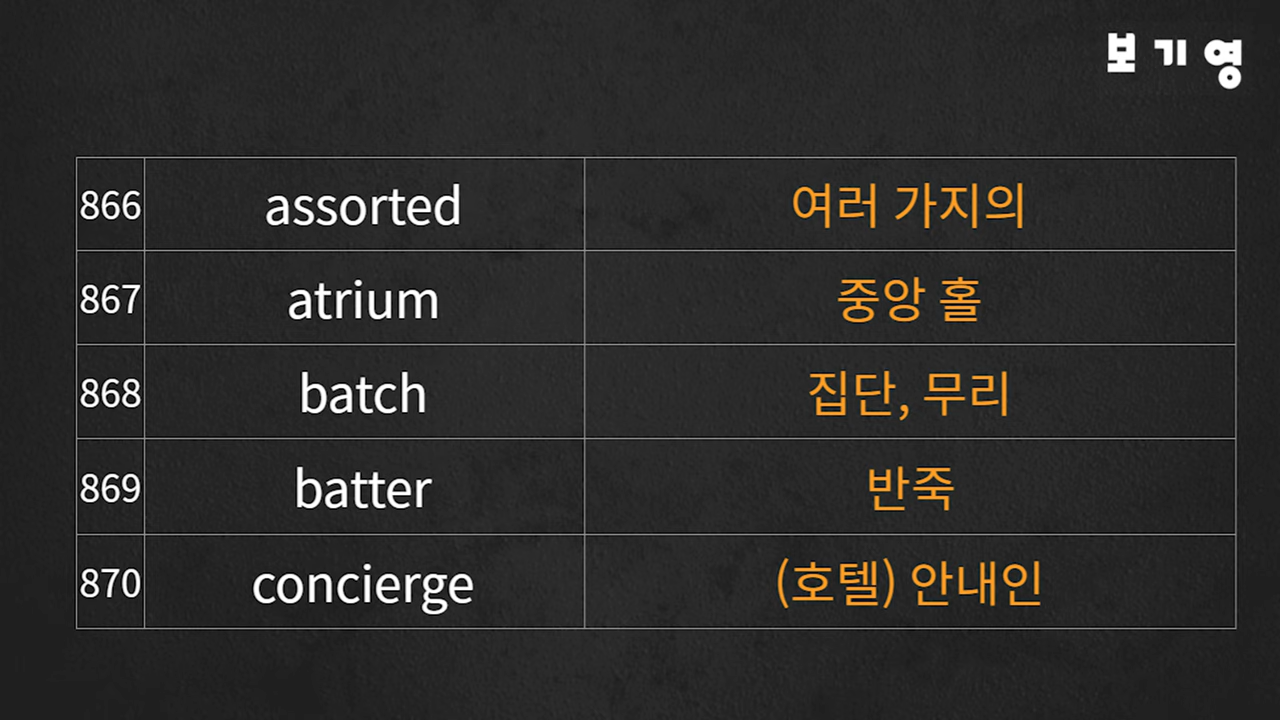 보기영
866 assorted 여러 가지의
867 atrium 중앙 홀
868 batch 집단, 무리
869 batter 반죽
870 concierge (호텔) 안내인